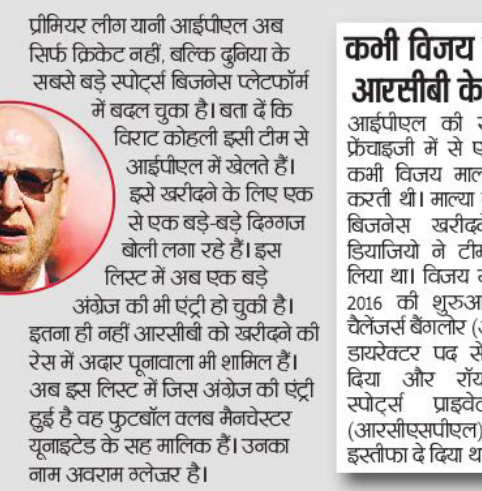 प्रीमियर लीग यानी आईपीएल अब
सिर्फ क्रिकेट नहीं, बल्कि दुनिया के
सबसे बड़े स्पोर्ट्स बिजनेस प्लेटफॉर्म
में बदल चुका है। बता दें कि
विराट कोहली इसी टीम से
आईपीएल में खेलते हैं।
इसे खरीदने के लिए एक
से एक बड़े-बड़े दिग्गज
बोली लगा रहे हैं। इस
लिस्ट में अब एक बड़े
अंग्रेज की भी एंट्री हो चुकी है।
इतना ही नहीं आरसीबी को खरीदने की
रेस में अदार पूनावाला भी शामिल हैं।
अब इस लिस्ट में जिस अंग्रेज की एंट्री
हुई है वह फुटबॉल क्लब मैनचेस्टर
यूनाइटेड के सह मालिक हैं। उनका
नाम अवराम ग्लेजर है।
कभी विजय
आरसीबी के
आईपीएल की
फ्रेंचाइजी में से
कभी विजय
करती थी। माल्या
बिजनेस खरीदने
डियाजियो ने
लिया था। विजय
2016 की
चैलेंजर्स बैंगलोर
डायरेक्टर पद से
दिया और
स्पोर्ट्स
(आरसीएसपीएल)
इस्तीफा दे दिया